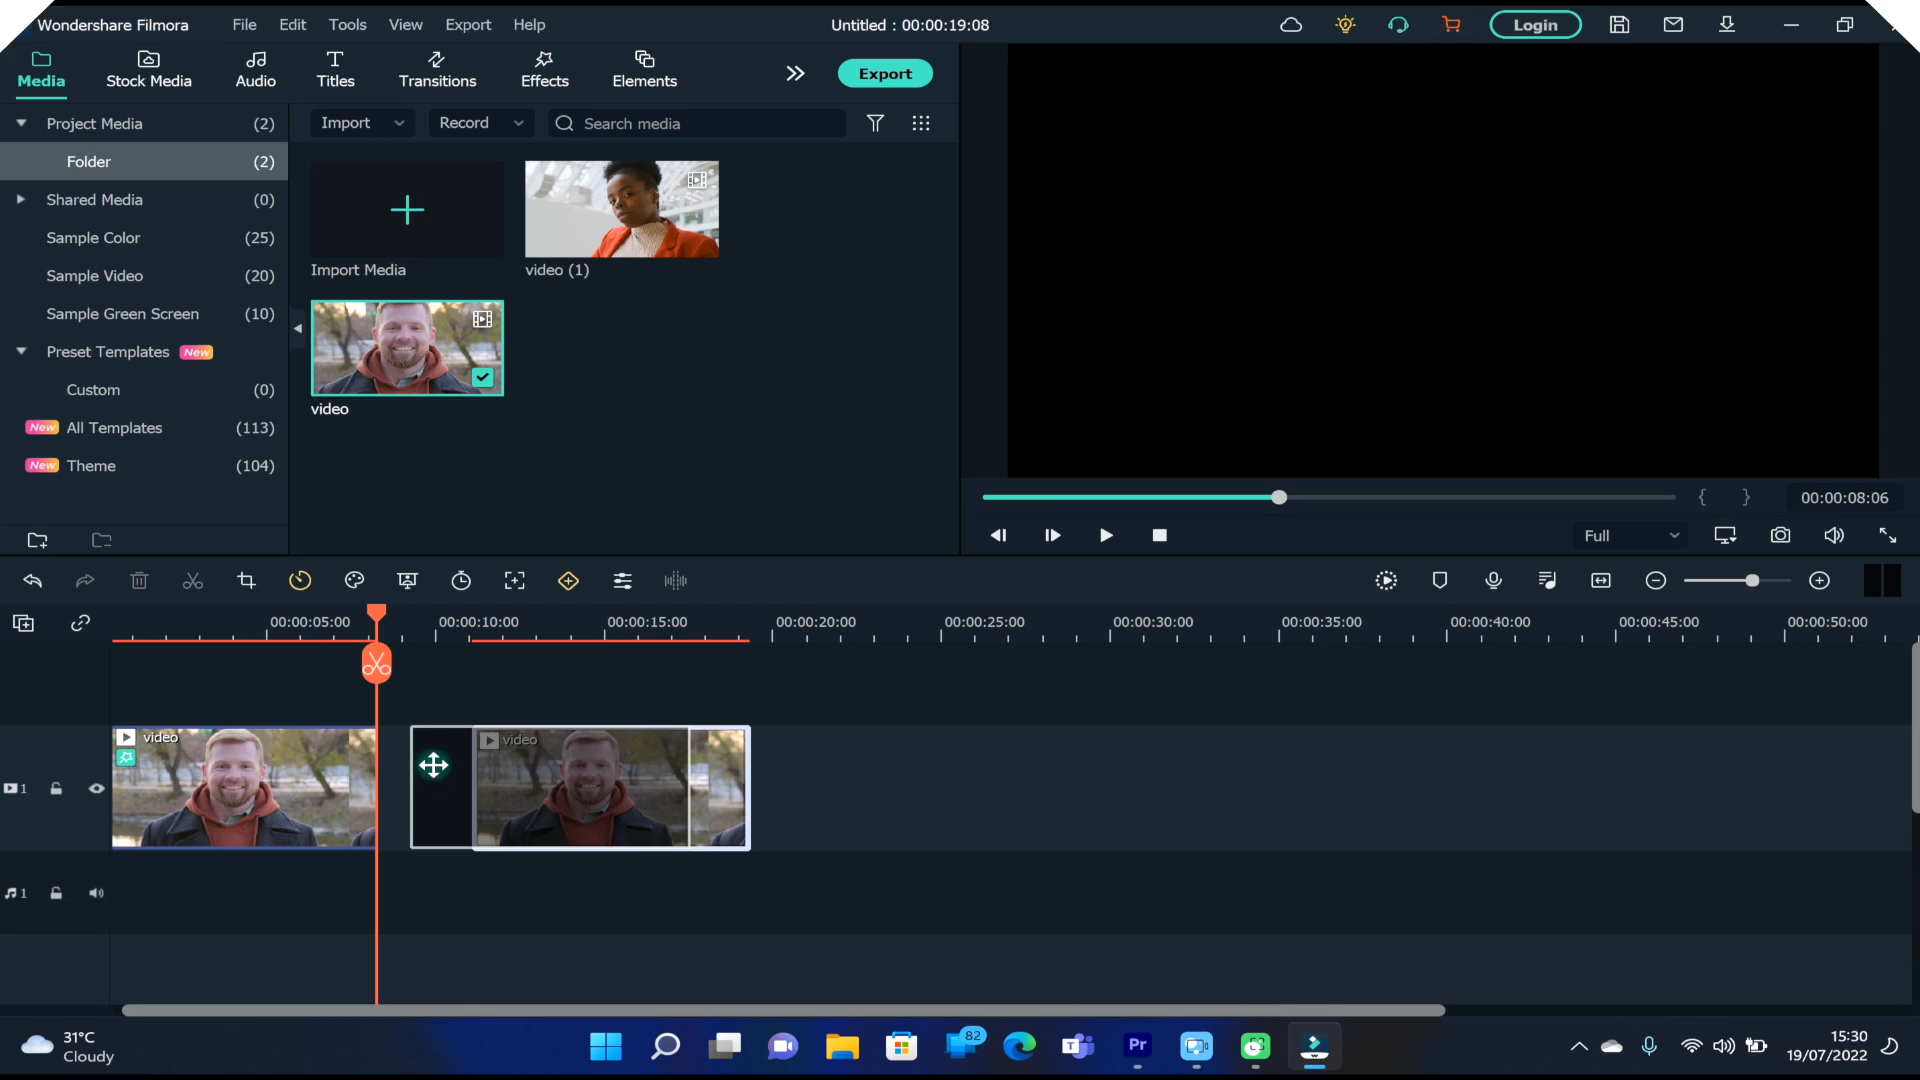 Wondershare Filmora
File
Edit
Tools
View
Export
Help
Untitled : 00:00:19:08
Login
Media
Stock Media
Audio
Titles
Transitions
Effects
Elements
Export
Project Media (2)
Folder (2)
Shared Media (0)
Sample Color (25)
Sample Video (20)
Sample Green Screen (10)
Preset Templates New
Custom (0)
New All Templates (113)
New Theme (104)
Import
Record
Search media
Import Media
video (1)
video
00:00:08:06
Full
00:00:05:00
00:00:10:00
00:00:15:00
00:00:20:00
00:00:25:00
00:00:30:00
00:00:35:00
00:00:40:00
00:00:45:00
00:00:50:00
1
video
video
1
31°C
Cloudy
82
T
Pr
15:30
19/07/2022